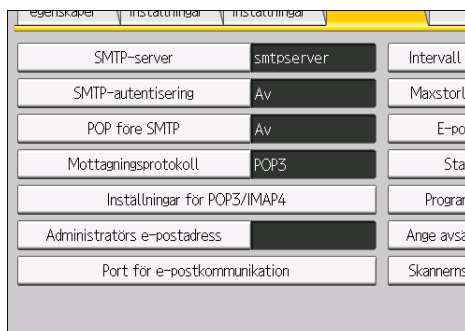 egenskaper inställningar inställningar
SMTP-server smtpserver Intervall
SMTP-autentisering Av Maxstorl
POP före SMTP Av E-po
Mottagningsprotokoll POP3 Sta
Inställningar för POP3/IMAP4 Program
Administratörs e-postadress Ange avsä
Port för e-postkommunikation Skannerns